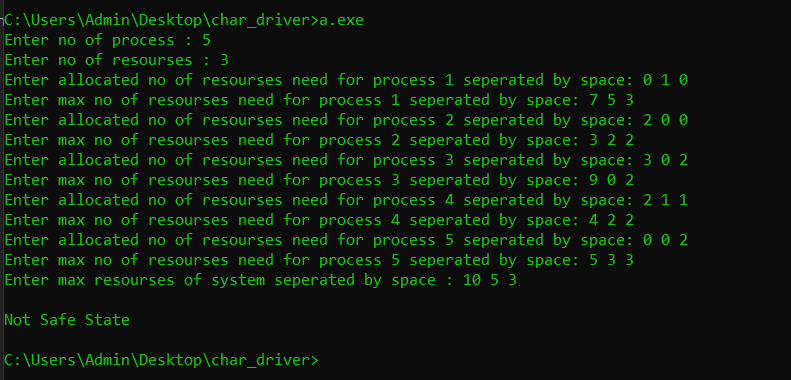 C:\Users\Admin\Desktop\char_driver>a.exe
Enter no of process : 5
Enter no of resourses : 3
Enter allocated no of resourses need for process 1 seperated by space: 0 1 0
Enter max no of resourses need for process 1 seperated by space: 7 5 3
Enter allocated no of resourses need for process 2 seperated by space: 2 0 0
Enter max no of resourses need for process 2 seperated by space: 3 2 2
Enter allocated no of resourses need for process 3 seperated by space: 3 0 2
Enter max no of resourses need for process 3 seperated by space: 9 0 2
Enter allocated no of resourses need for process 4 seperated by space: 2 1 1
Enter max no of resourses need for process 4 seperated by space: 4 2 2
Enter allocated no of resourses need for process 5 seperated by space: 0 0 2
Enter max no of resourses need for process 5 seperated by space: 5 3 3
Enter max resourses of system seperated by space : 10 5 3
Not Safe State
C:\Users\Admin\Desktop\char_driver>